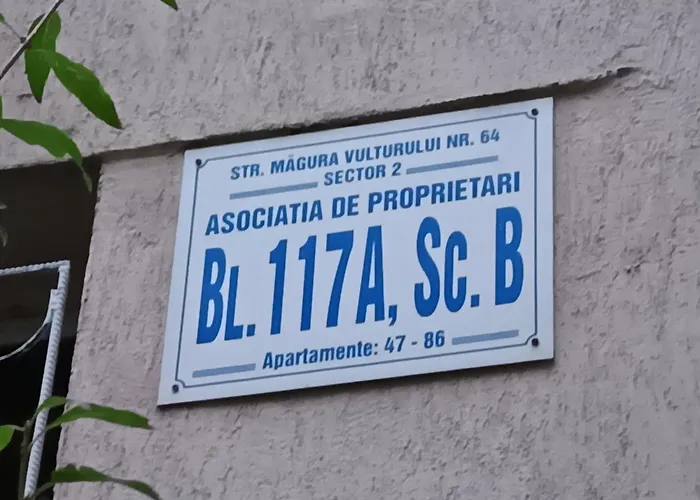 STR. MĂGURA VULTURULUI NR. 64
SECTOR 2
ASOCIATIA DE PROPRIETARI
BL. 117A, SC. B
Apartamente: 47 - 86